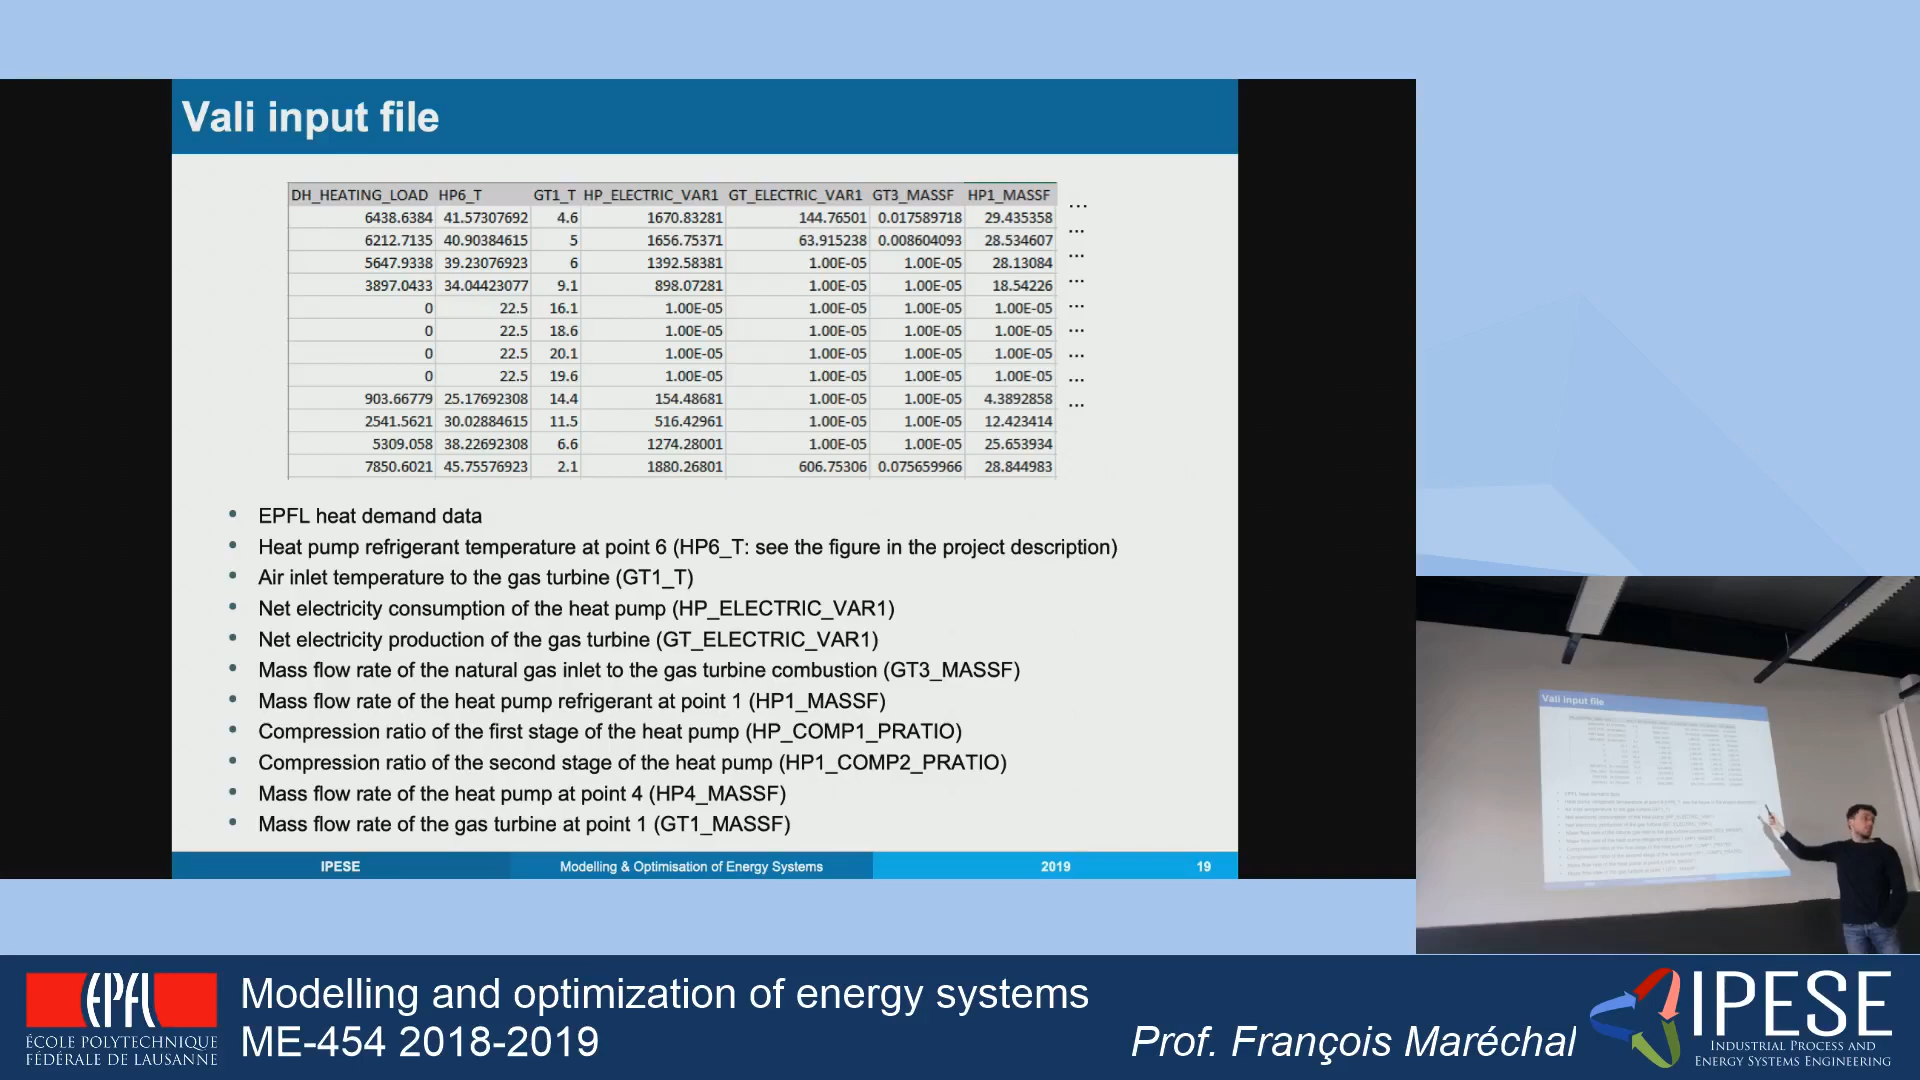 Vali input file
DH_HEATING_LOAD HP6_T GT1_T HP_ELECTRIC_VAR1 GT_ELECTRIC_VAR1 GT3_MASSF HP1_MASSF ...
6438.6384 41.57307692 4.6 1670.83281 144.76501 0.017589718 29.435358 ...
6212.7135 40.90384615 5 1656.75371 63.915238 0.008604093 28.534607 ...
5647.9338 39.23076923 6 1392.58381 1.00E-05 1.00E-05 28.13084 ...
3897.0433 34.04423077 9.1 898.07281 1.00E-05 1.00E-05 18.54226 ...
0 22.5 16.1 1.00E-05 1.00E-05 1.00E-05 1.00E-05 ...
0 22.5 18.6 1.00E-05 1.00E-05 1.00E-05 1.00E-05 ...
0 22.5 20.1 1.00E-05 1.00E-05 1.00E-05 1.00E-05 ...
0 22.5 19.6 1.00E-05 1.00E-05 1.00E-05 1.00E-05 ...
903.66779 25.17692308 14.4 154.48681 1.00E-05 1.00E-05 4.3892858
2541.5621 30.02884615 11.5 516.42961 1.00E-05 1.00E-05 12.423414
5309.058 38.22692308 6.6 1274.28001 1.00E-05 1.00E-05 25.653934
7850.6021 45.75576923 2.1 1880.26801 606.75306 0.075659966 28.844983
• EPFL heat demand data
• Heat pump refrigerant temperature at point 6 (HP6_T: see the figure in the project description)
• Air inlet temperature to the gas turbine (GT1_T)
• Net electricity consumption of the heat pump (HP_ELECTRIC_VAR1)
• Net electricity production of the gas turbine (GT_ELECTRIC_VAR1)
• Mass flow rate of the natural gas inlet to the gas turbine combustion (GT3_MASSF)
• Mass flow rate of the heat pump refrigerant at point 1 (HP1_MASSF)
• Compression ratio of the first stage of the heat pump (HP_COMP1_PRATIO)
• Compression ratio of the second stage of the heat pump (HP1_COMP2_PRATIO)
• Mass flow rate of the heat pump at point 4 (HP4_MASSF)
• Mass flow rate of the gas turbine at point 1 (GT1_MASSF)
IPESE Modelling & Optimisation of Energy Systems 2019 19
Vali input file
EPFL
ÉCOLE POLYTECHNIQUE
FÉDÉRALE DE LAUSANNE
Modelling and optimization of energy systems
ME-454 2018-2019
Prof. François Maréchal
IPESE
INDUSTRIAL PROCESS AND
ENERGY SYSTEMS ENGINEERING